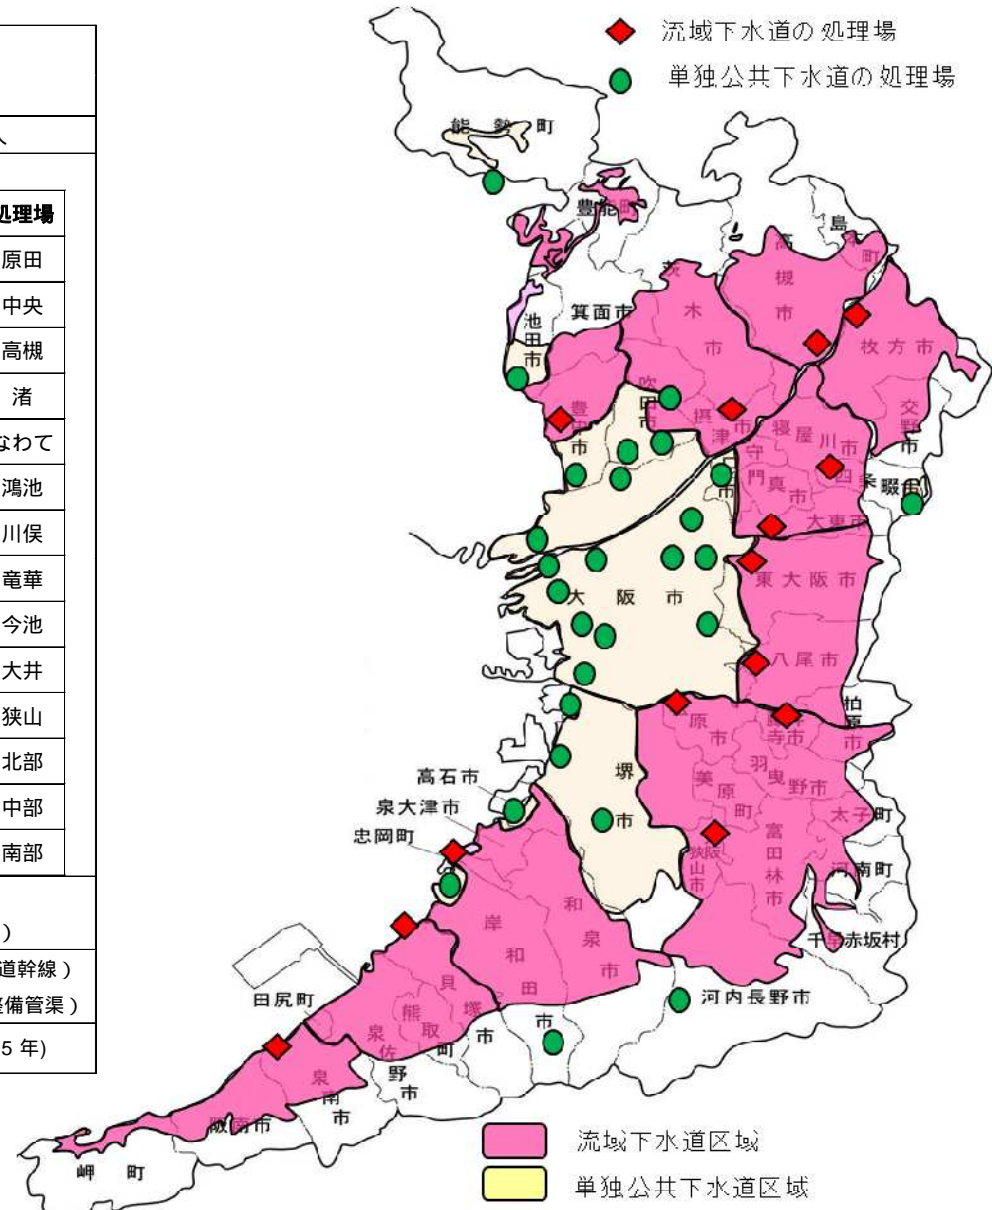 人
処理場
原田
中央
高槻
渚
なわて
鴻池
川俣
竜華
今池
大井
狭山
北部
中部
南部
）
道幹線）
整備管渠）
5 年)
流域下水道の処理場
単独公共下水道の処理場
能勢町
豊能町
島本町
高槻市
茨木市
箕面市
池田市
枚方市
豊中市
吹田市
摂津市
交野市
寝屋川市
守
門真市
市
四条畷市
大東市
東大阪市
大阪市
八尾市
柏原市
原市
寺市
羽曳野市
美原町
堺市
高石市
泉大津市
忠岡町
太子町
富田林市
狭山市
河南町
千早赤坂村
和泉市
岸和田市
河内長野市
田尻町
貝塚市
熊取町
泉佐野市
泉南市
阪南市
岬町
流域下水道区域
単独公共下水道区域